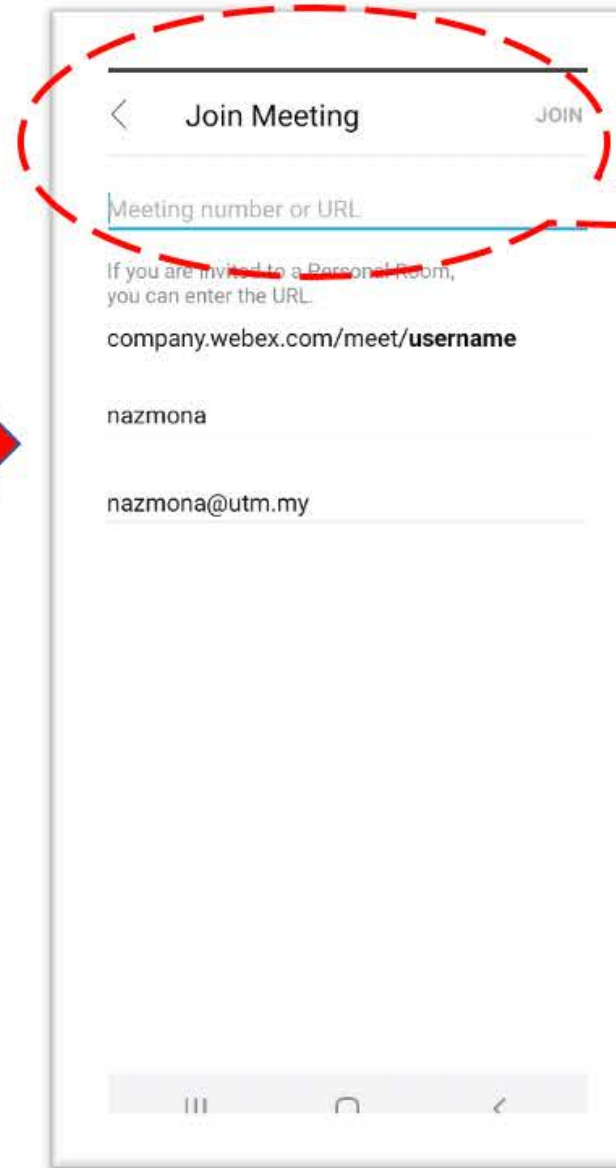 Join Meeting JOIN
Meeting number or URL
If you are invited to a Personal Room,
you can enter the URL.
company.webex.com/meet/username
nazmona
nazmona@utm.my